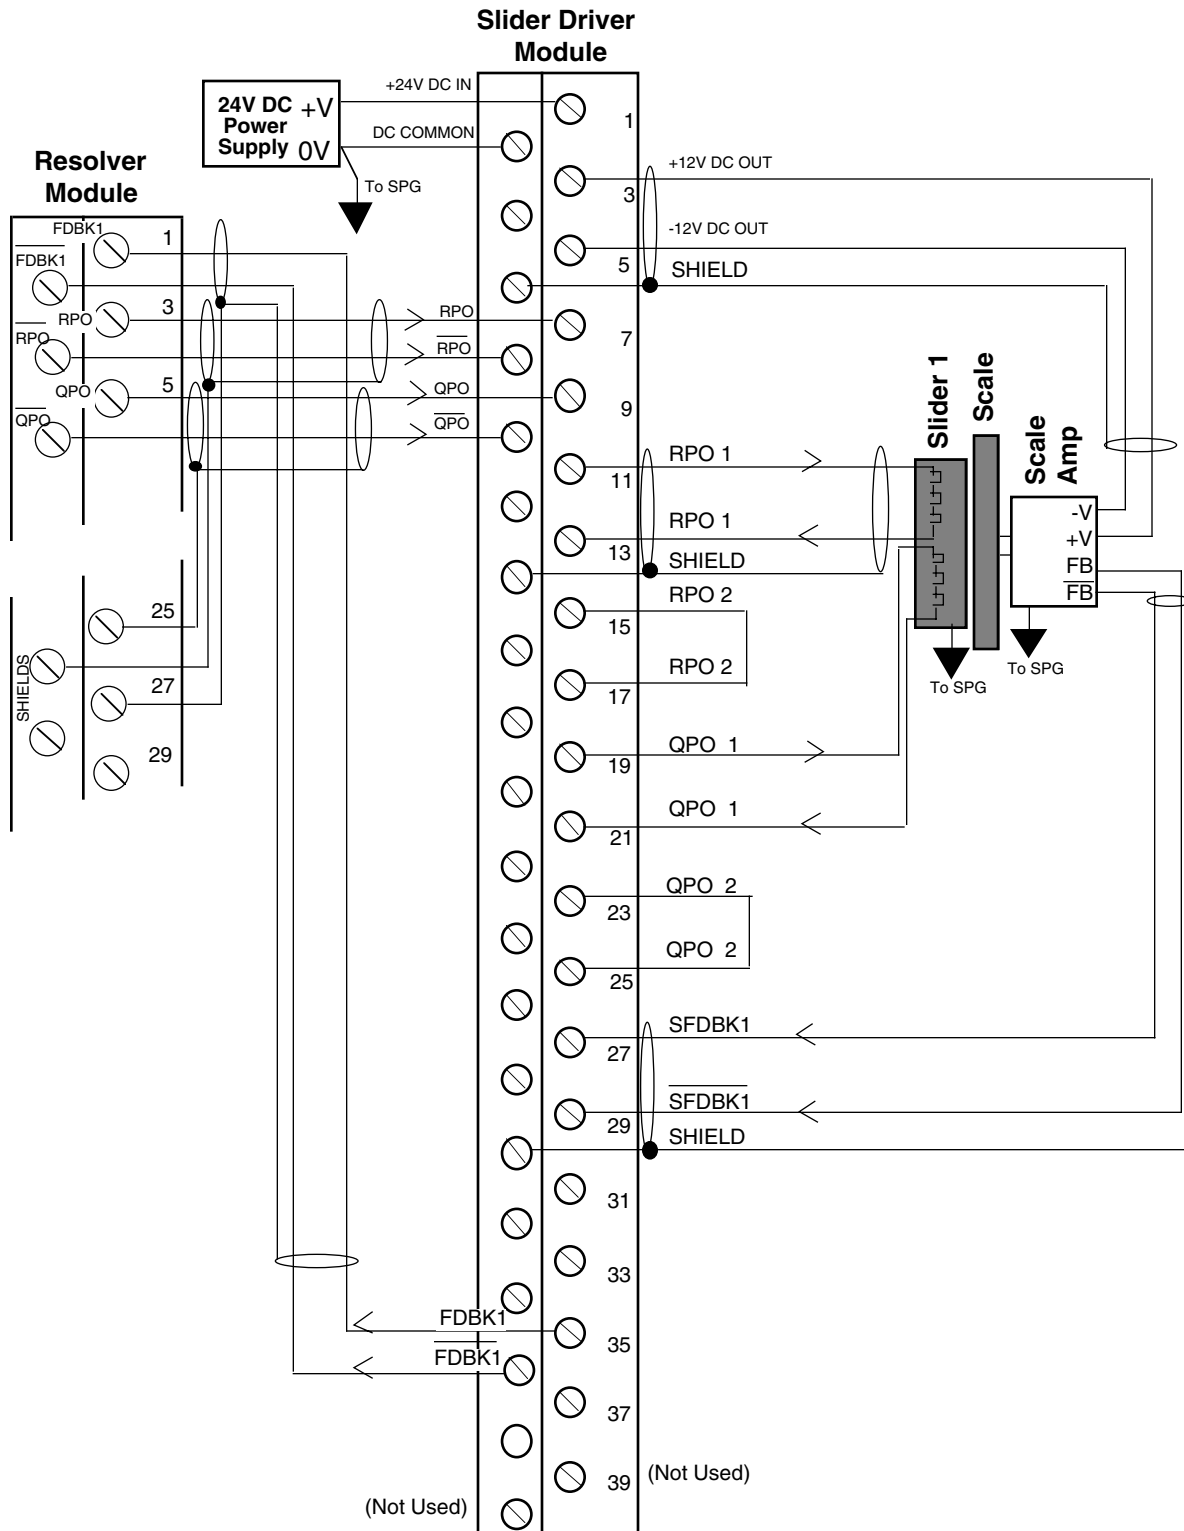 Slider Driver
Module
24V DC +V
Power
Supply 0V
+24V DC IN
DC COMMON
To SPG
1
+12V DC OUT
3
-12V DC OUT
5
SHIELD
Resolver
Module
FDBK1
1
FDBK1
3
RPO
RPO
5
QPO
QPO
RPO
7
RPO
QPO
9
QPO
RPO 1
11
RPO 1
13
SHIELD
RPO 2
15
RPO 2
17
Slider 1
Scale
Scale
Amp
-V
+V
FB
FB
To SPG
To SPG
25
SHIELDS
27
29
QPO 1
19
QPO 1
21
QPO 2
23
QPO 2
25
SFDBK1
27
SFDBK1
29
SHIELD
31
33
FDBK1
35
FDBK1
37
39
(Not Used)
(Not Used)